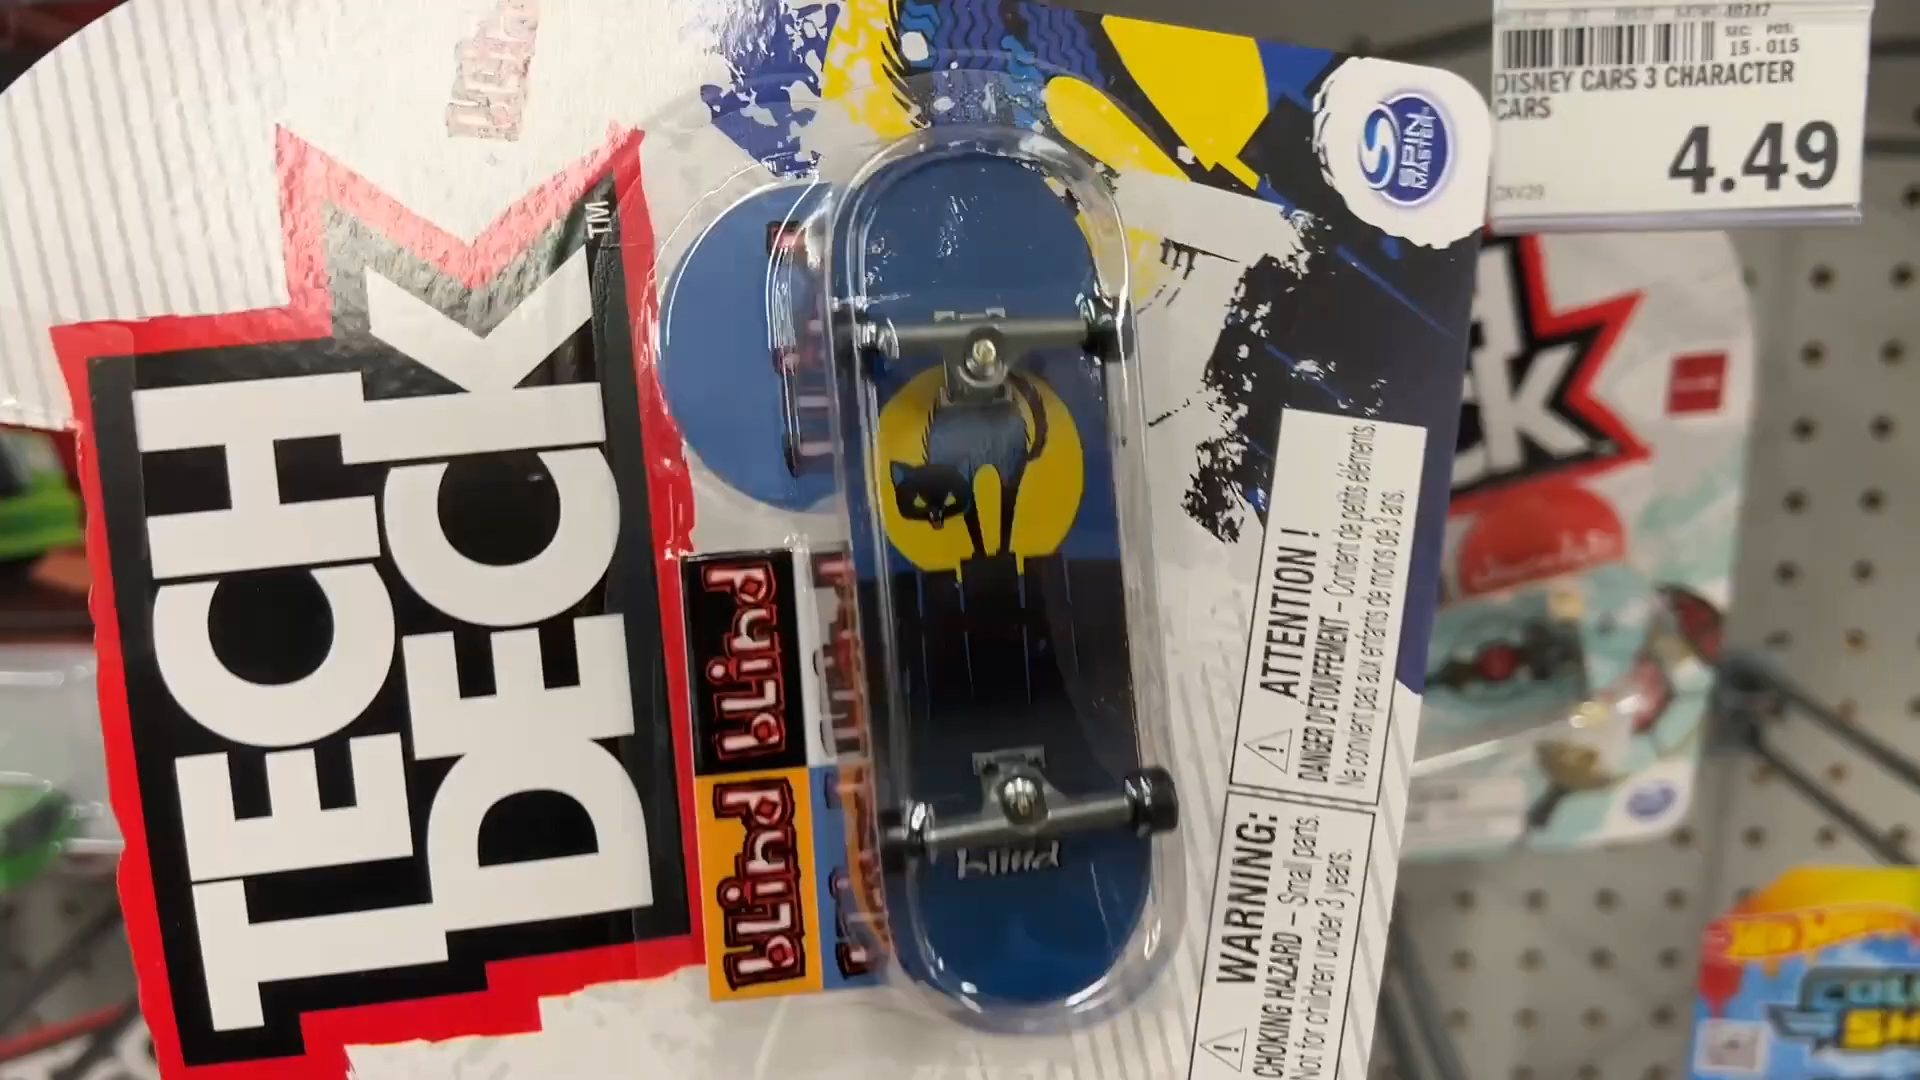 TECH
DECK
TM
SPIN
MASTER
blind
blind
blind
ATTENTION !
DANGER D'ÉTOUFFEMENT – Contient de petits éléments.
Ne convient pas aux enfants de moins de 3 ans.
WARNING:
CHOKING HAZARD – Small parts.
Not for children under 3 years.
SEC: POS:
15 - 015
DISNEY CARS 3 CHARACTER
CARS
4.49